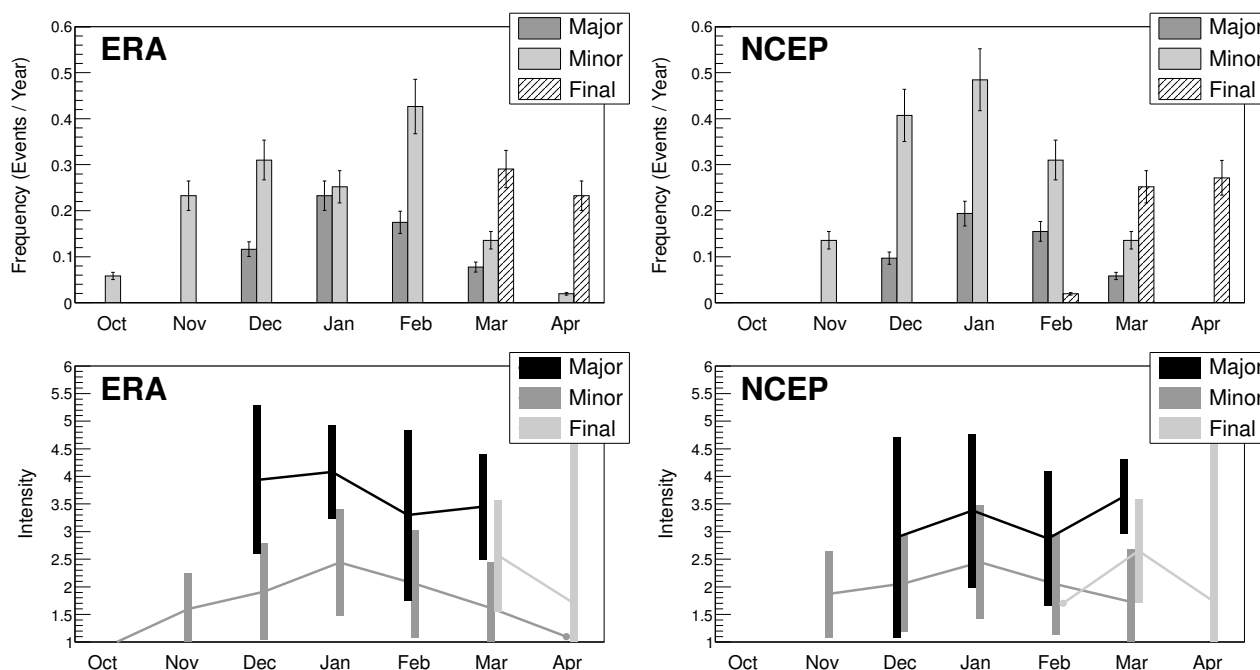 ERA
Major
Minor
Final
Frequency (Events / Year)
0.6
0.5
0.4
0.3
0.2
0.1
0
Oct Nov Dec Jan Feb Mar Apr
NCEP
Major
Minor
Final
Frequency (Events / Year)
0.6
0.5
0.4
0.3
0.2
0.1
0
Oct Nov Dec Jan Feb Mar Apr
ERA
Major
Minor
Final
Intensity
6
5.5
5
4.5
4
3.5
3
2.5
2
1.5
1
Oct Nov Dec Jan Feb Mar Apr
NCEP
Major
Minor
Final
Intensity
6
5.5
5
4.5
4
3.5
3
2.5
2
1.5
1
Oct Nov Dec Jan Feb Mar Apr